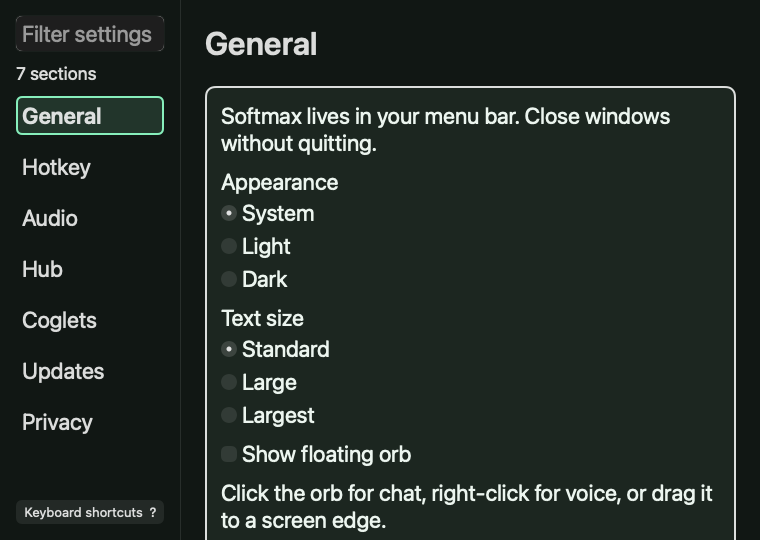 Filter settings
7 sections
General
Hotkey
Audio
Hub
Coglets
Updates
Privacy
Keyboard shortcuts ?
General
Softmax lives in your menu bar. Close windows
without quitting.
Appearance
System
Light
Dark
Text size
Standard
Large
Largest
Show floating orb
Click the orb for chat, right-click for voice, or drag it
to a screen edge.